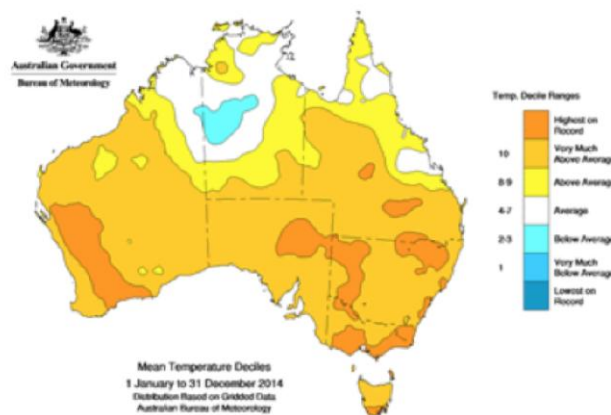 Australian Government
Bureau of Meteorology
Temp. Decile Ranges
Highest on
Record
10
Very Much
Above Average
8-9
Above Average
4-7
Average
2-3
Below Average
1
Very Much
Below Average
Lowest on
Record
Mean Temperature Deciles
1 January to 31 December 2014
Distribution Based on Gridded Data
Australian Bureau of Meteorology